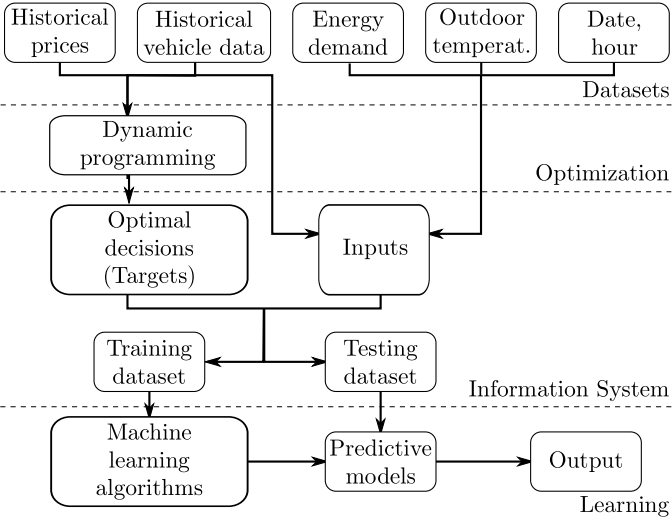 Historical
prices
Historical
vehicle data
Energy
demand
Outdoor
temperat.
Date,
hour
Datasets
Dynamic
programming
Optimization
Optimal
decisions
(Targets)
Inputs
Training
dataset
Testing
dataset
Information System
Machine
learning
algorithms
Predictive
models
Output
Learning